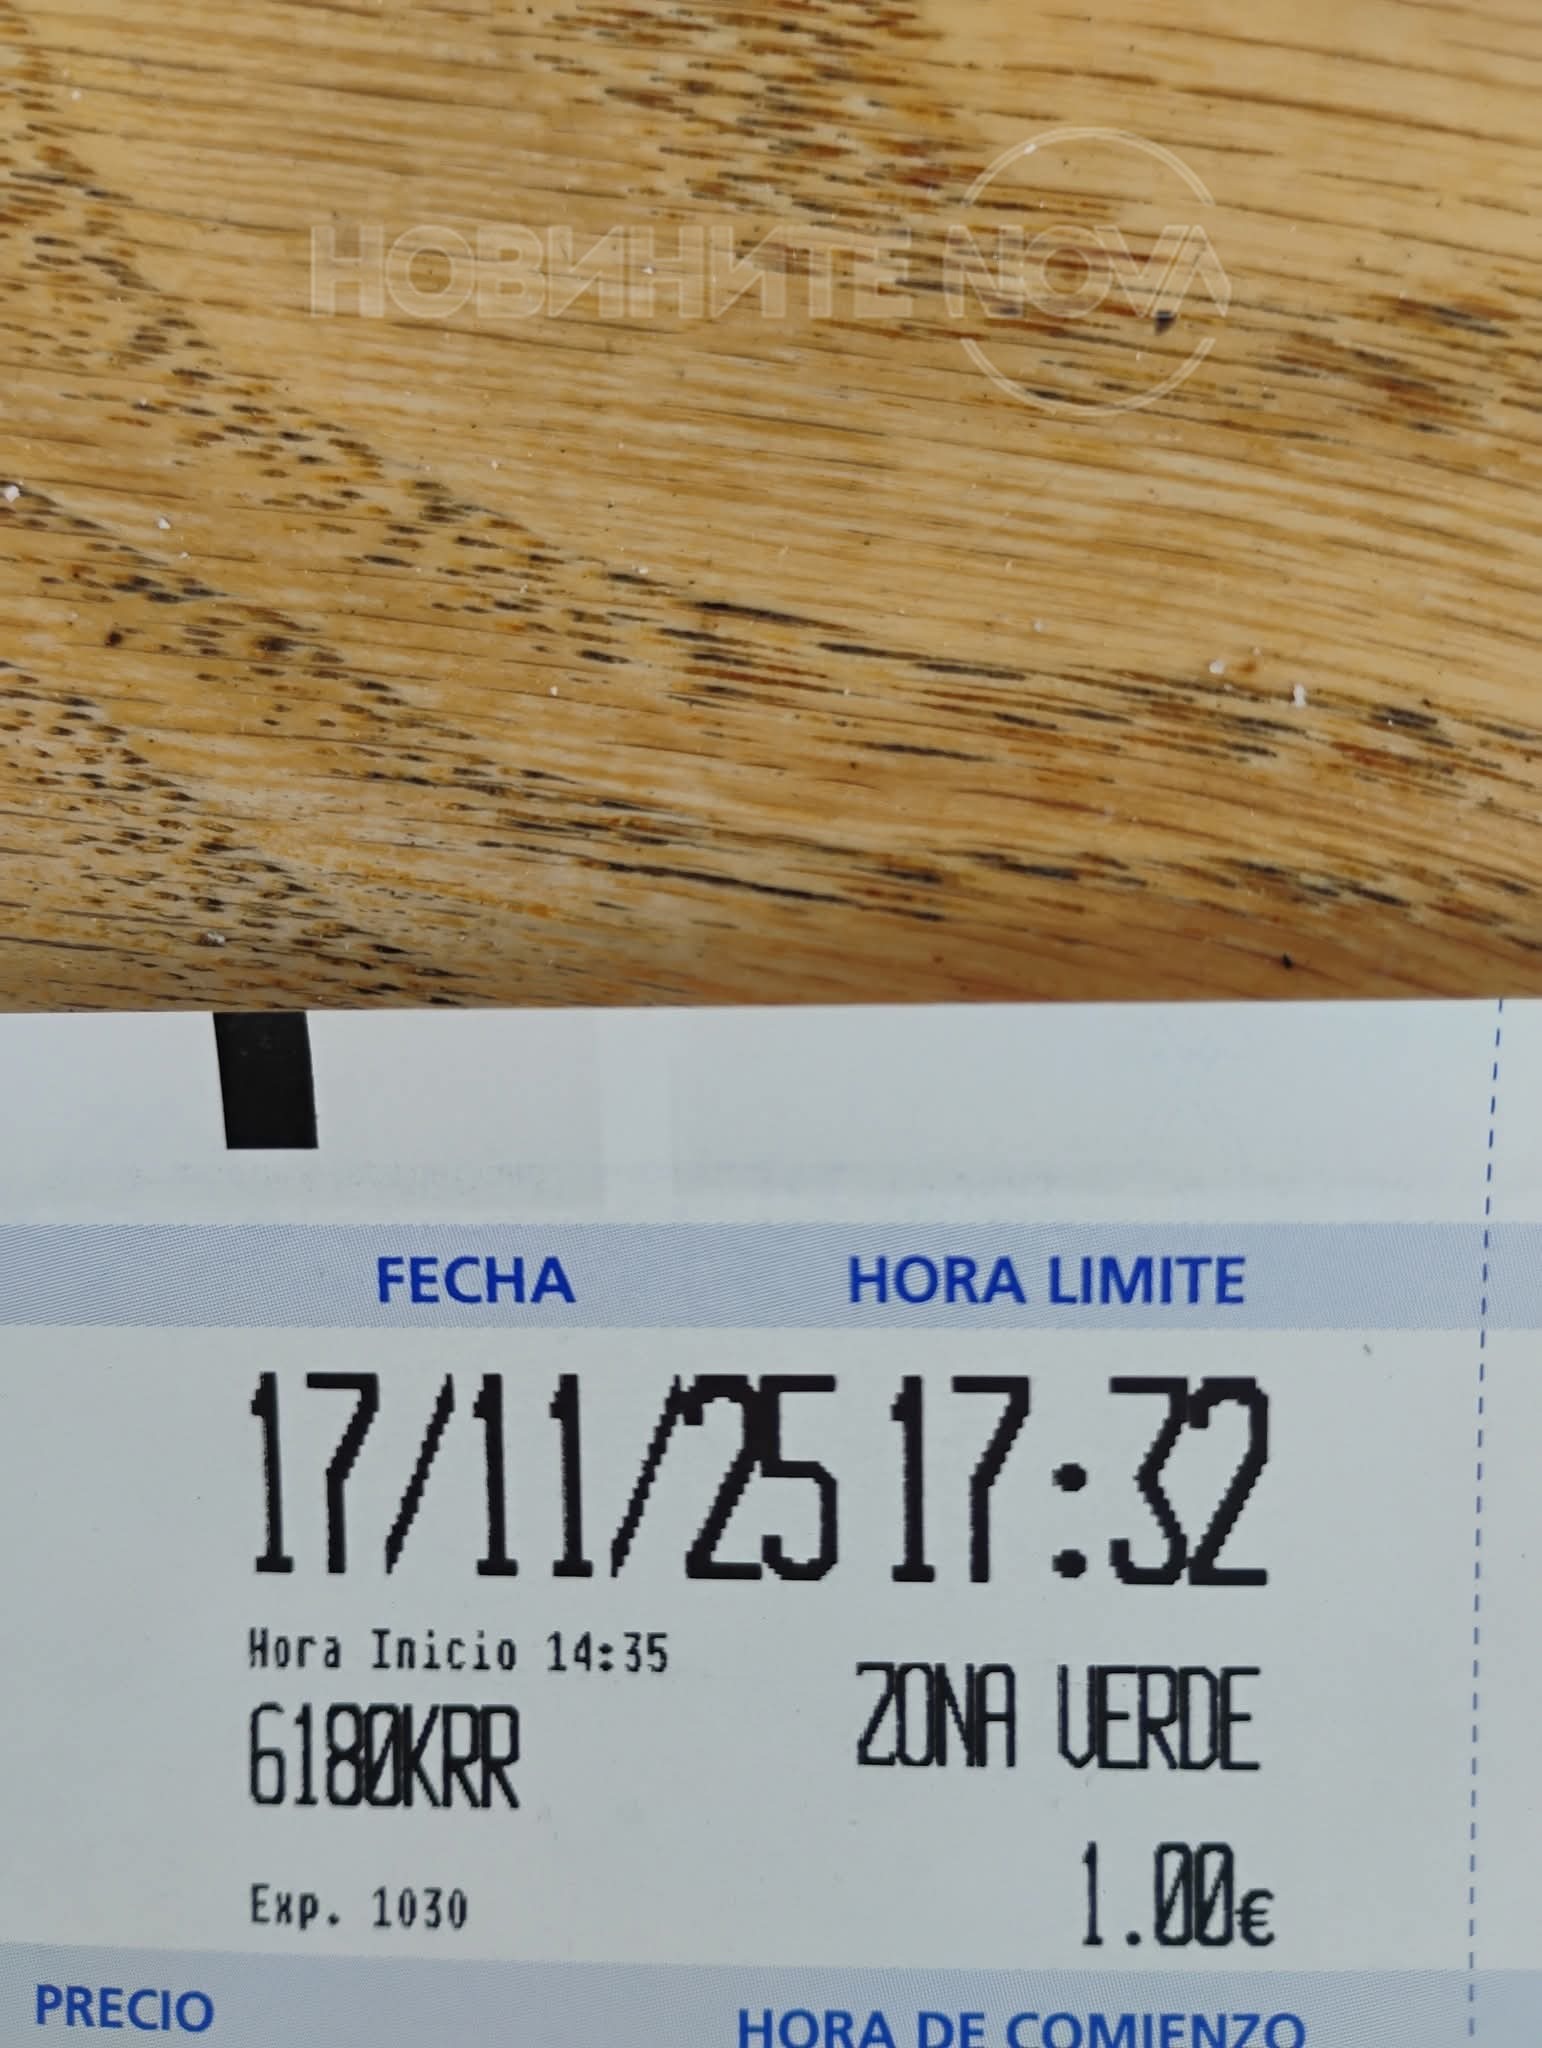 НОВИНИТЕ NOVA
FECHA HORA LIMITE
17/11/25 17:32
Hora Inicio 14:35
6180KRR ZONA VERDE
Exp. 1030 1.00€
PRECIO HORA DE COMIENZO